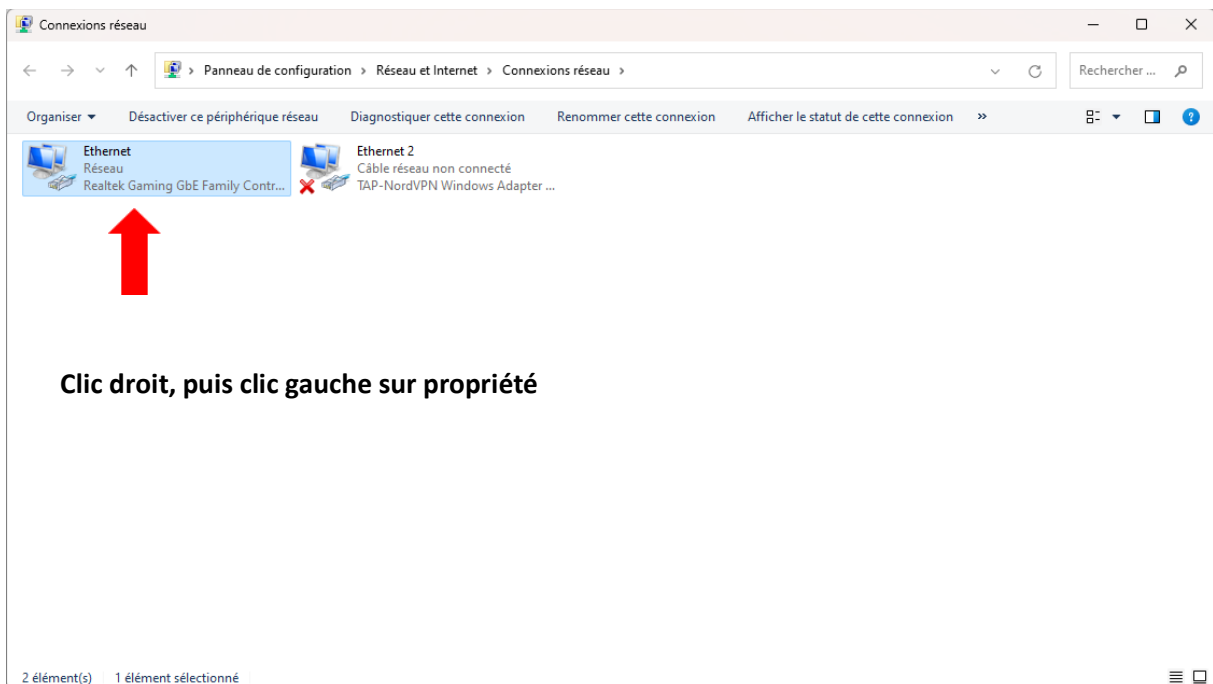 Connexions réseau
Panneau de configuration > Réseau et Internet > Connexions réseau >
Rechercher ...
Organiser
Désactiver ce périphérique réseau
Diagnostiquer cette connexion
Renommer cette connexion
Afficher le statut de cette connexion
»
Ethernet
Réseau
Realtek Gaming GbE Family Contr...
Ethernet 2
Câble réseau non connecté
TAP-NordVPN Windows Adapter ...
Clic droit, puis clic gauche sur propriété
2 élément(s)
1 élément sélectionné